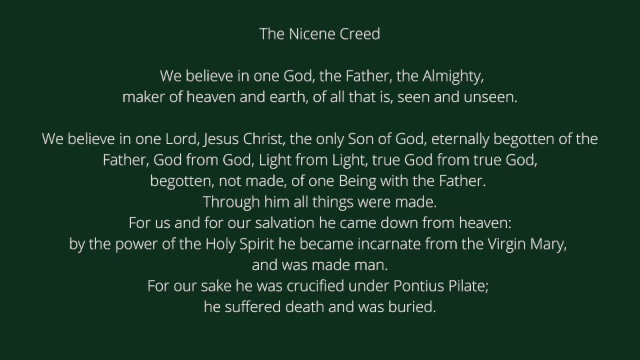 The Nicene Creed
We believe in one God, the Father, the Almighty,
maker of heaven and earth, of all that is, seen and unseen.
We believe in one Lord, Jesus Christ, the only Son of God, eternally begotten of the
Father, God from God, Light from Light, true God from true God,
begotten, not made, of one Being with the Father.
Through him all things were made.
For us and for our salvation he came down from heaven:
by the power of the Holy Spirit he became incarnate from the Virgin Mary,
and was made man.
For our sake he was crucified under Pontius Pilate;
he suffered death and was buried.